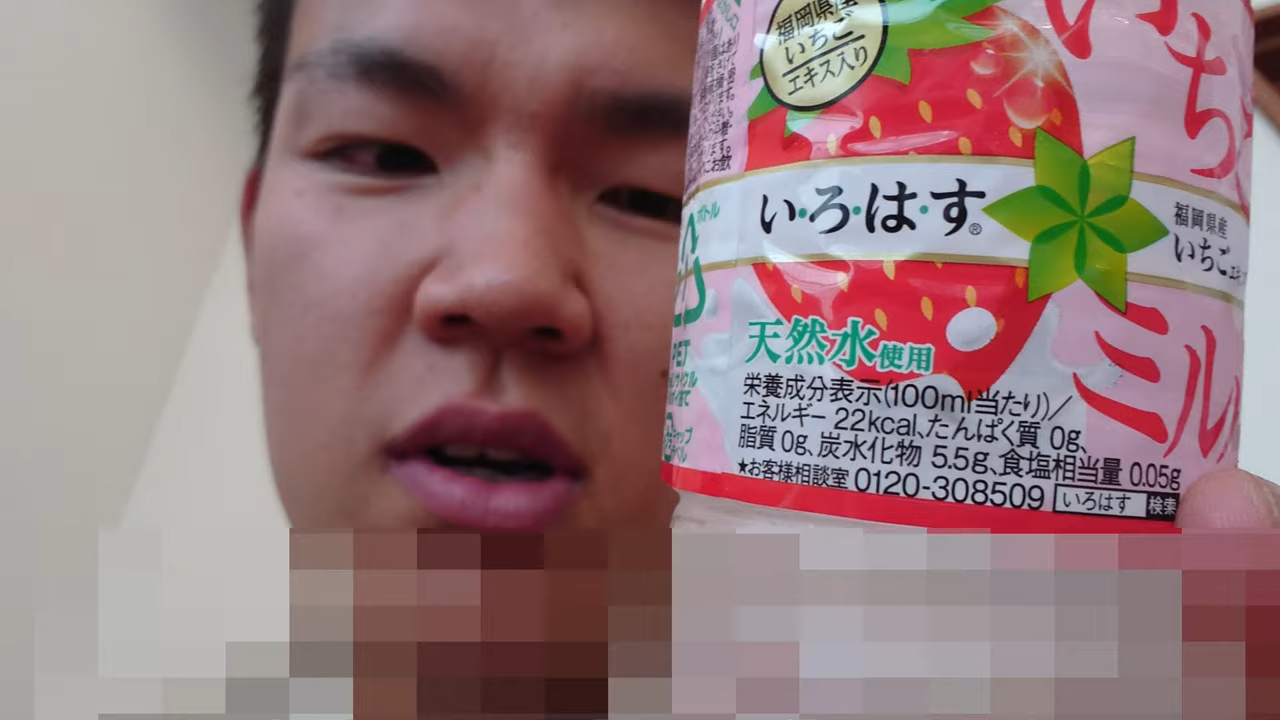 福岡県産
いちご
エキス入り
いち
い・ろ・は・す®
福岡県産
いちご
ボトル
PET
天然水使用
ミル
栄養成分表示(100ml当たり)/
エネルギー 22kcal、たんぱく質 0g、
脂質 0g、炭水化物 5.5g、食塩相当量 0.05g
★お客様相談室 0120-308509 いろはす 検索